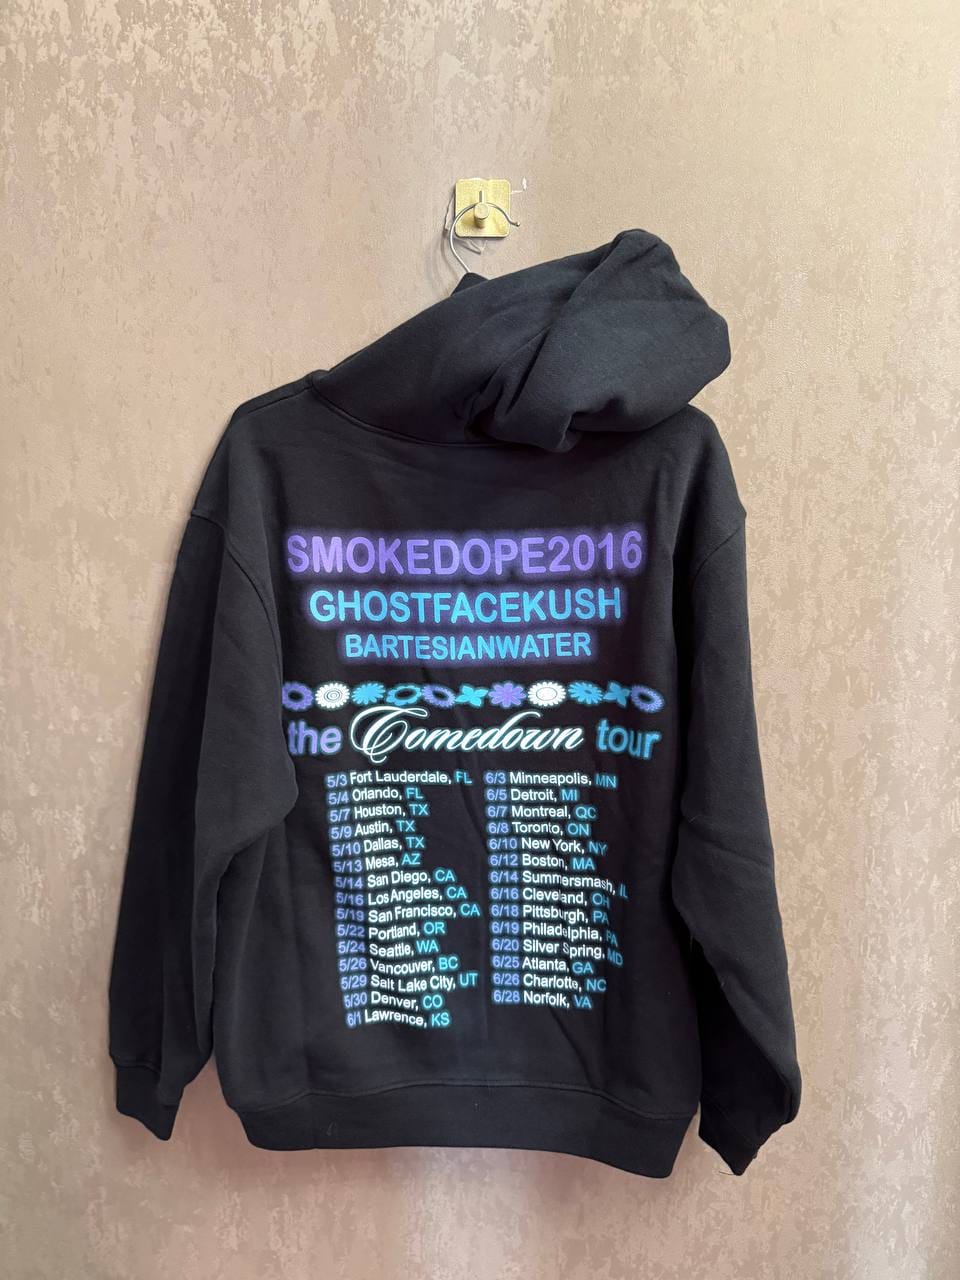 SMOKEDOPE2016
GHOSTFACEKUSH
BARTESIANWATER
the Comedown tour
5/3 Fort Lauderdale, FL
5/4 Orlando, FL
5/7 Houston, TX
5/9 Austin, TX
5/10 Dallas, TX
5/13 Mesa, AZ
5/14 San Diego, CA
5/16 Los Angeles, CA
5/19 San Francisco, CA
5/22 Portland, OR
5/24 Seattle, WA
5/26 Vancouver, BC
5/29 Salt Lake City, UT
5/30 Denver, CO
6/1 Lawrence, KS
6/3 Minneapolis, MN
6/5 Detroit, MI
6/7 Montreal, QC
6/8 Toronto, ON
6/10 New York, NY
6/12 Boston, MA
6/14 Summersmash, IL
6/16 Cleveland, OH
6/18 Pittsburgh, PA
6/19 Philadelphia, PA
6/20 Silver Spring, MD
6/25 Atlanta, GA
6/26 Charlotte, NC
6/28 Norfolk, VA